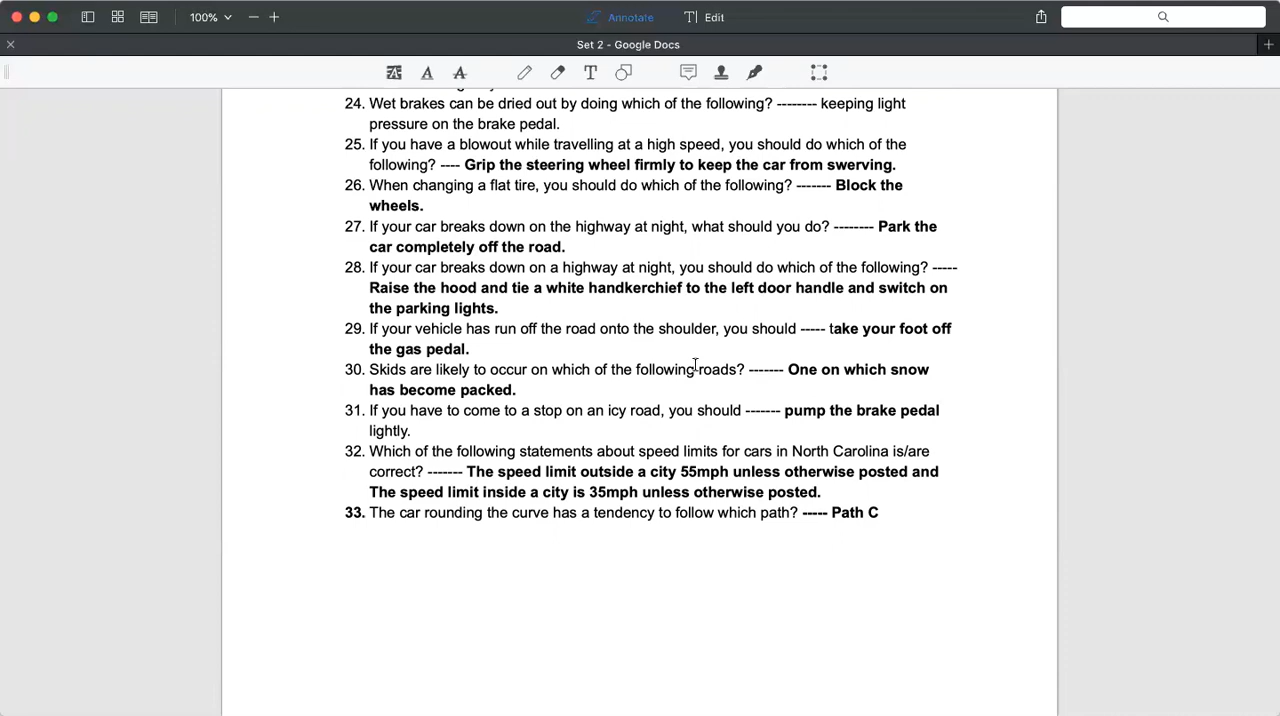 100%
Annotate
Edit
Set 2 - Google Docs
24. Wet brakes can be dried out by doing which of the following? -------- keeping light
pressure on the brake pedal.
25. If you have a blowout while travelling at a high speed, you should do which of the
following? ---- Grip the steering wheel firmly to keep the car from swerving.
26. When changing a flat tire, you should do which of the following? ------- Block the
wheels.
27. If your car breaks down on the highway at night, what should you do? -------- Park the
car completely off the road.
28. If your car breaks down on a highway at night, you should do which of the following? -----
Raise the hood and tie a white handkerchief to the left door handle and switch on
the parking lights.
29. If your vehicle has run off the road onto the shoulder, you should ----- take your foot off
the gas pedal.
30. Skids are likely to occur on which of the following roads? ------- One on which snow
has become packed.
31. If you have to come to a stop on an icy road, you should ------- pump the brake pedal
lightly.
32. Which of the following statements about speed limits for cars in North Carolina is/are
correct? ------- The speed limit outside a city 55mph unless otherwise posted and
The speed limit inside a city is 35mph unless otherwise posted.
33. The car rounding the curve has a tendency to follow which path? ----- Path C